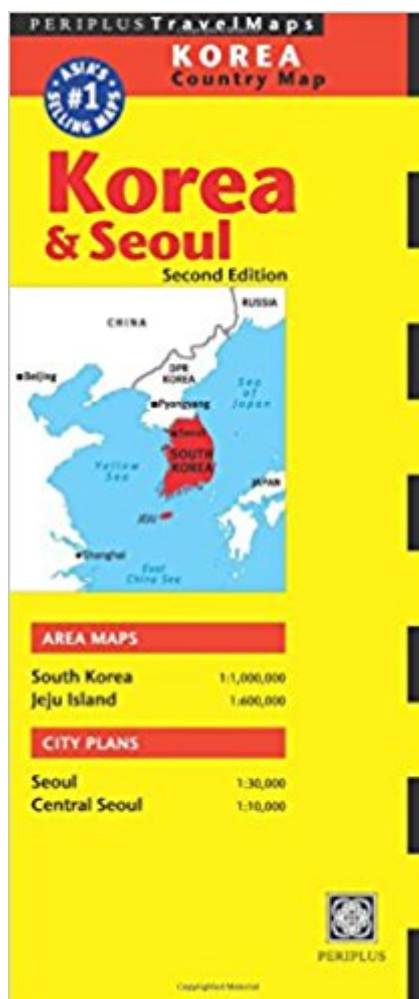 PERIPLUS TravelMaps
KOREA
Country Map
ASIA'S
#1
SELLING MAPS
Korea
& Seoul
Second Edition
RUSSIA
CHINA
DPR
KOREA
Beijing
Sea
of
Japan
Pyongyang
Seoul
SOUTH
KOREA
Yellow
Sea
JAPAN
JEJU
Shanghai
East
China Sea
AREA MAPS
South Korea 1:1,000,000
Jeju Island 1:600,000
CITY PLANS
Seoul 1:30,000
Central Seoul 1:10,000
PERIPLUS
Copyrighted Material